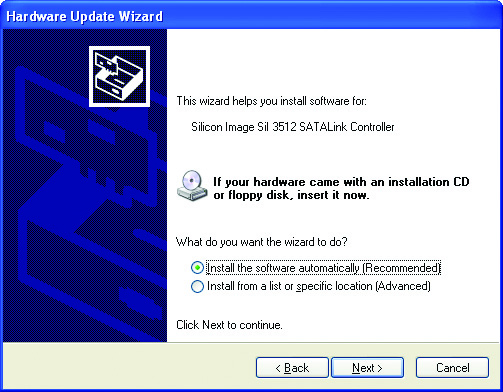 Hardware Update Wizard
This wizard helps you install software for:
Silicon Image SiI 3512 SATALink Controller
If your hardware came with an installation CD
or floppy disk, insert it now.
What do you want the wizard to do?
Install the software automatically (Recommended)
Install from a list or specific location (Advanced)
Click Next to continue.
< Back
Next >
Cancel